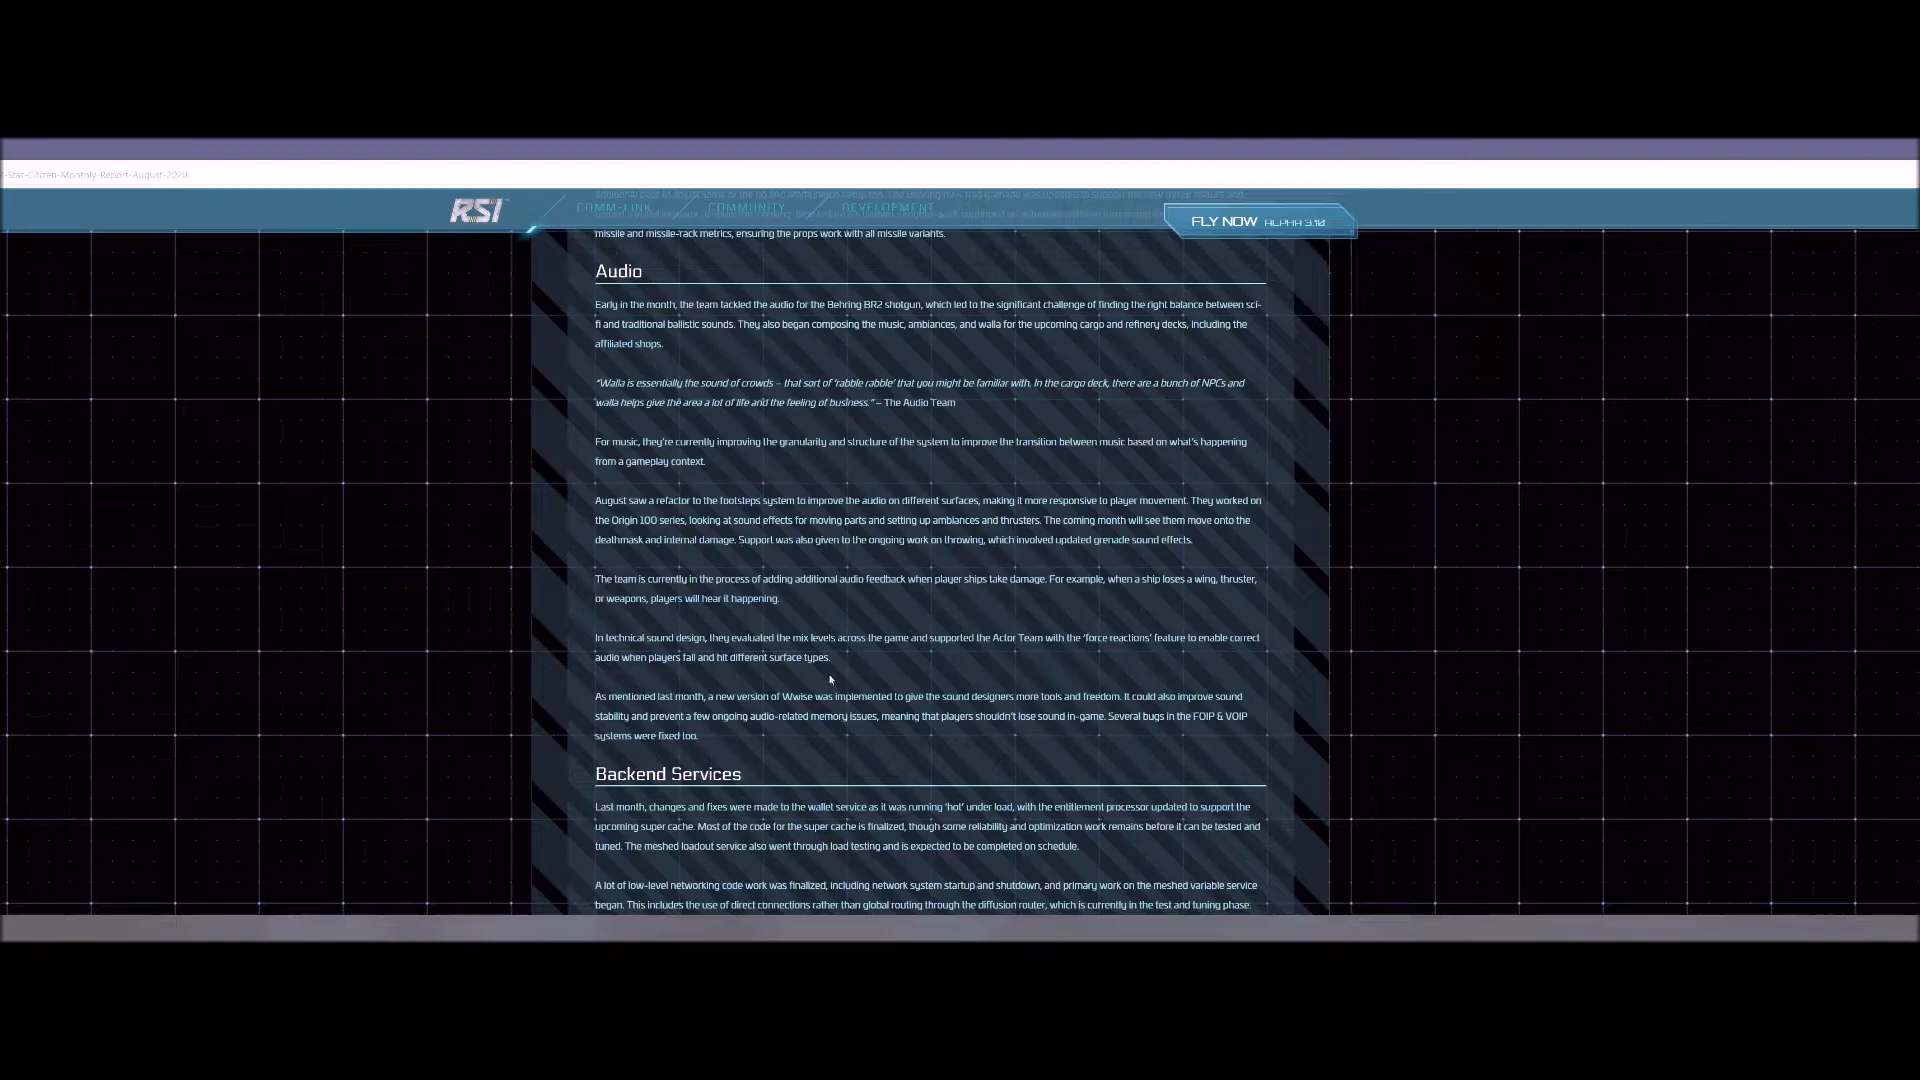 -Star-Citizen-Monthly-Report-August-2020
RSI
COMM-LINK
COMMUNITY
DEVELOPMENT
FLY NOW ALPHA 3.10
missile and missile-rack metrics, ensuring the props work with all missile variants.
Audio
Early in the month, the team tackled the audio for the Behring BR2 shotgun, which led to the significant challenge of finding the right balance between sci-
fi and traditional ballistic sounds. They also began composing the music, ambiances, and walla for the upcoming cargo and refinery decks, including the
affiliated shops.
“Walla is essentially the sound of crowds – that sort of ‘rabble rabble’ that you might be familiar with. In the cargo deck, there are a bunch of NPCs and
walla helps give the area a lot of life and the feeling of business.” – The Audio Team
For music, they’re currently improving the granularity and structure of the system to improve the transition between music based on what’s happening
from a gameplay context.
August saw a refactor to the footsteps system to improve the audio on different surfaces, making it more responsive to player movement. They worked on
the Origin 100 series, looking at sound effects for moving parts and setting up ambiances and thrusters. The coming month will see them move onto the
deathmask and internal damage. Support was also given to the ongoing work on throwing, which involved updated grenade sound effects.
The team is currently in the process of adding additional audio feedback when player ships take damage. For example, when a ship loses a wing, thruster,
or weapons, players will hear it happening.
In technical sound design, they evaluated the mix levels across the game and supported the Actor Team with the ‘force reactions’ feature to enable correct
audio when players fall and hit different surface types.
As mentioned last month, a new version of Wwise was implemented to give the sound designers more tools and freedom. It could also improve sound
stability and prevent a few ongoing audio-related memory issues, meaning that players shouldn’t lose sound in-game. Several bugs in the FOIP & VOIP
systems were fixed too.
Backend Services
Last month, changes and fixes were made to the wallet service as it was running ‘hot’ under load, with the entitlement processor updated to support the
upcoming super cache. Most of the code for the super cache is finalized, though some reliability and optimization work remains before it can be tested and
tuned. The meshed loadout service also went through load testing and is expected to be completed on schedule.
A lot of low-level networking code work was finalized, including network system startup and shutdown, and primary work on the meshed variable service
began. This includes the use of direct connections rather than global routing through the diffusion router, which is currently in the test and tuning phase.